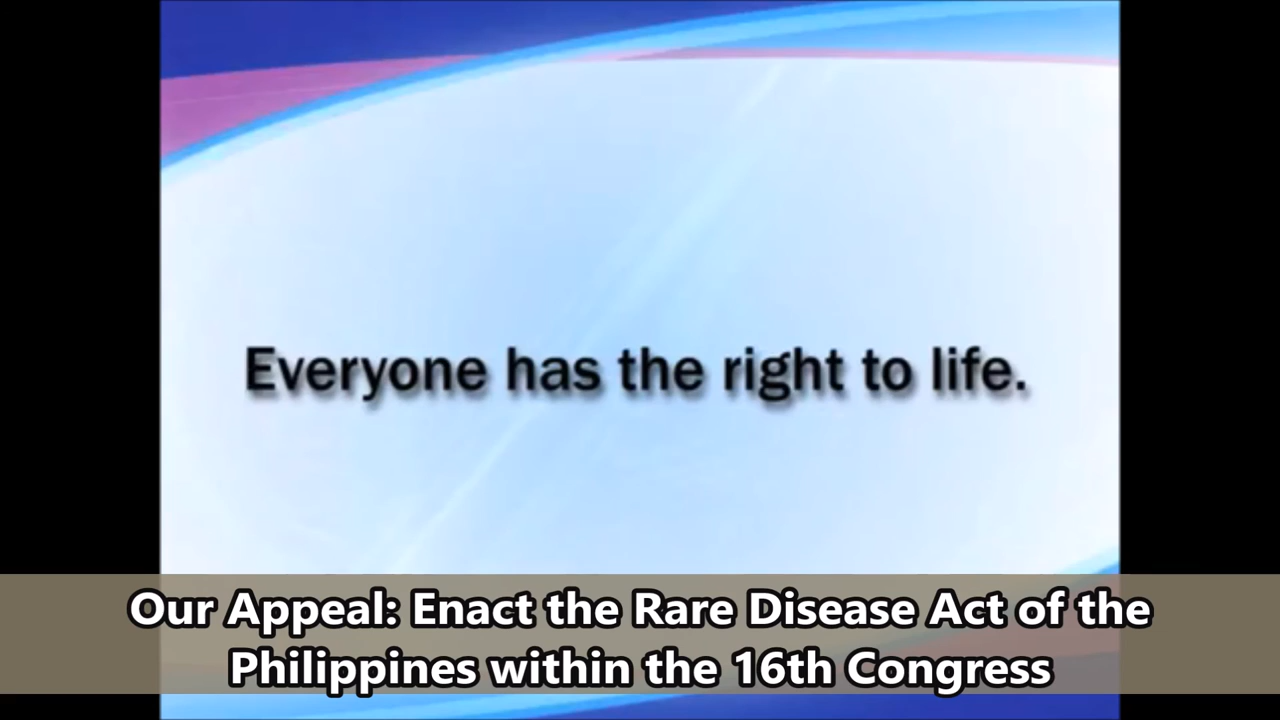 Everyone has the right to life.
Our Appeal: Enact the Rare Disease Act of the
Philippines within the 16th Congress